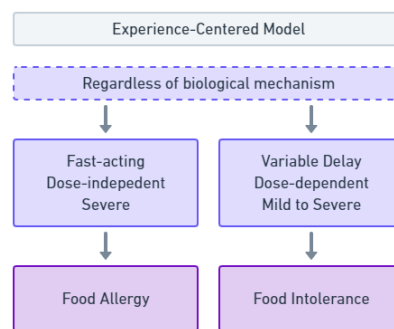 Experience-Centered Model
Regardless of biological mechanism
Fast-acting
Dose-indepedent
Severe
Variable Delay
Dose-dependent
Mild to Severe
Food Allergy
Food Intolerance